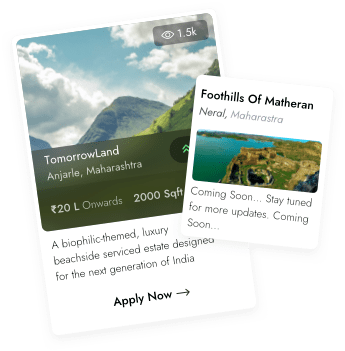 1.5k
TomorrowLand
Anjarle, Maharashtra
₹20 L Onwards
2000 Sqft
A biophilic-themed, luxury
beachside serviced estate designed
for the next generation of India
Apply Now →
Foothills Of Matheran
Neral, Maharastra
Coming Soon... Stay tuned
for more updates. Coming
Soon...